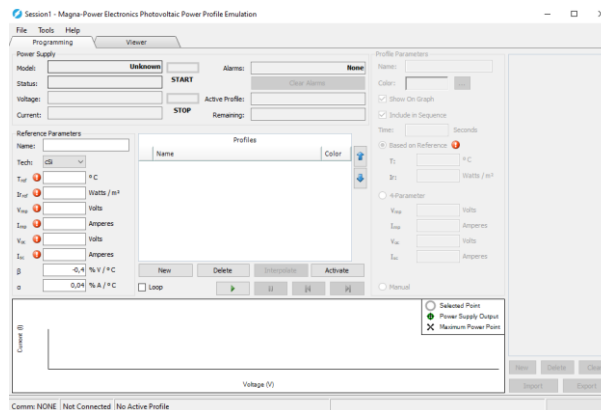 Session1 - Magna-Power Electronics Photovoltaic Power Profile Emulation
File Tools Help
Programming Viewer
Power Supply
Model: Unknown
Status:
START
Voltage:
STOP
Current:
Alarms: None
Clear Alarms
Active Profile:
Remaining:
Reference Parameters
Name:
Tech: cSi
Tref °C
Irref Watts / m²
Vmp Volts
Imp Amperes
Voc Volts
Isc Amperes
β -0,4 % V / °C
α 0,04 % A / °C
Profiles
Name Color
New Delete Interpolate Activate
Loop
Profile Parameters
Name:
Color: ...
Show On Graph
Include in Sequence
Time: Seconds
Based on Reference
T: °C
Ir: Watts / m²
4-Parameter
Vmp Volts
Imp Amperes
Voc Volts
Isc Amperes
Manual
Selected Point
Power Supply Output
Maximum Power Point
Current (I)
Voltage (V)
New Delete Clear
Import Export
Comm: NONE Not Connected No Active Profile